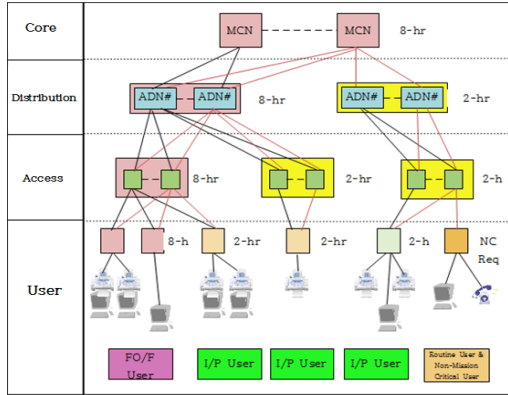 Core
MCN
MCN
8-hr
Distribution
ADN#
ADN#
8-hr
ADN#
ADN#
2-hr
Access
8-hr
2-hr
2-h
User
8-h
2-hr
2-hr
2-h
NC
Req
FO/F
User
I/P User
I/P User
I/P User
Routine User &
Non-Mission
Critical User